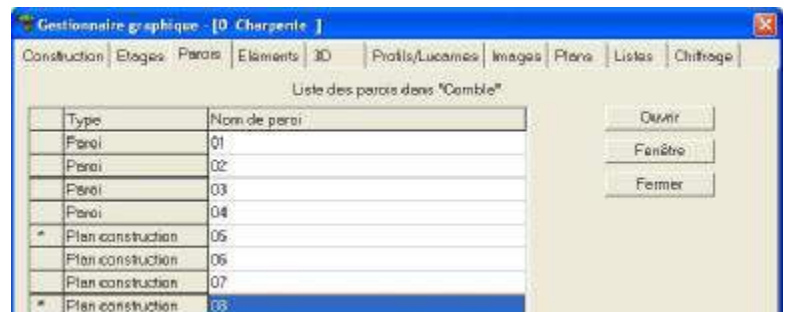 Gestionnaire graphique - [0 Charpente ]
Construction Etages Parois Eléments 3D Profils/Lucarnes Images Plans Listes Chiffrage
Liste des parois dans "Comble"
Type Nom de paroi
Paroi 01
Paroi 02
Paroi 03
Paroi 04
* Plan construction 05
Plan construction 06
Plan construction 07
* Plan construction 08
Ouvrir
Fenêtre
Fermer